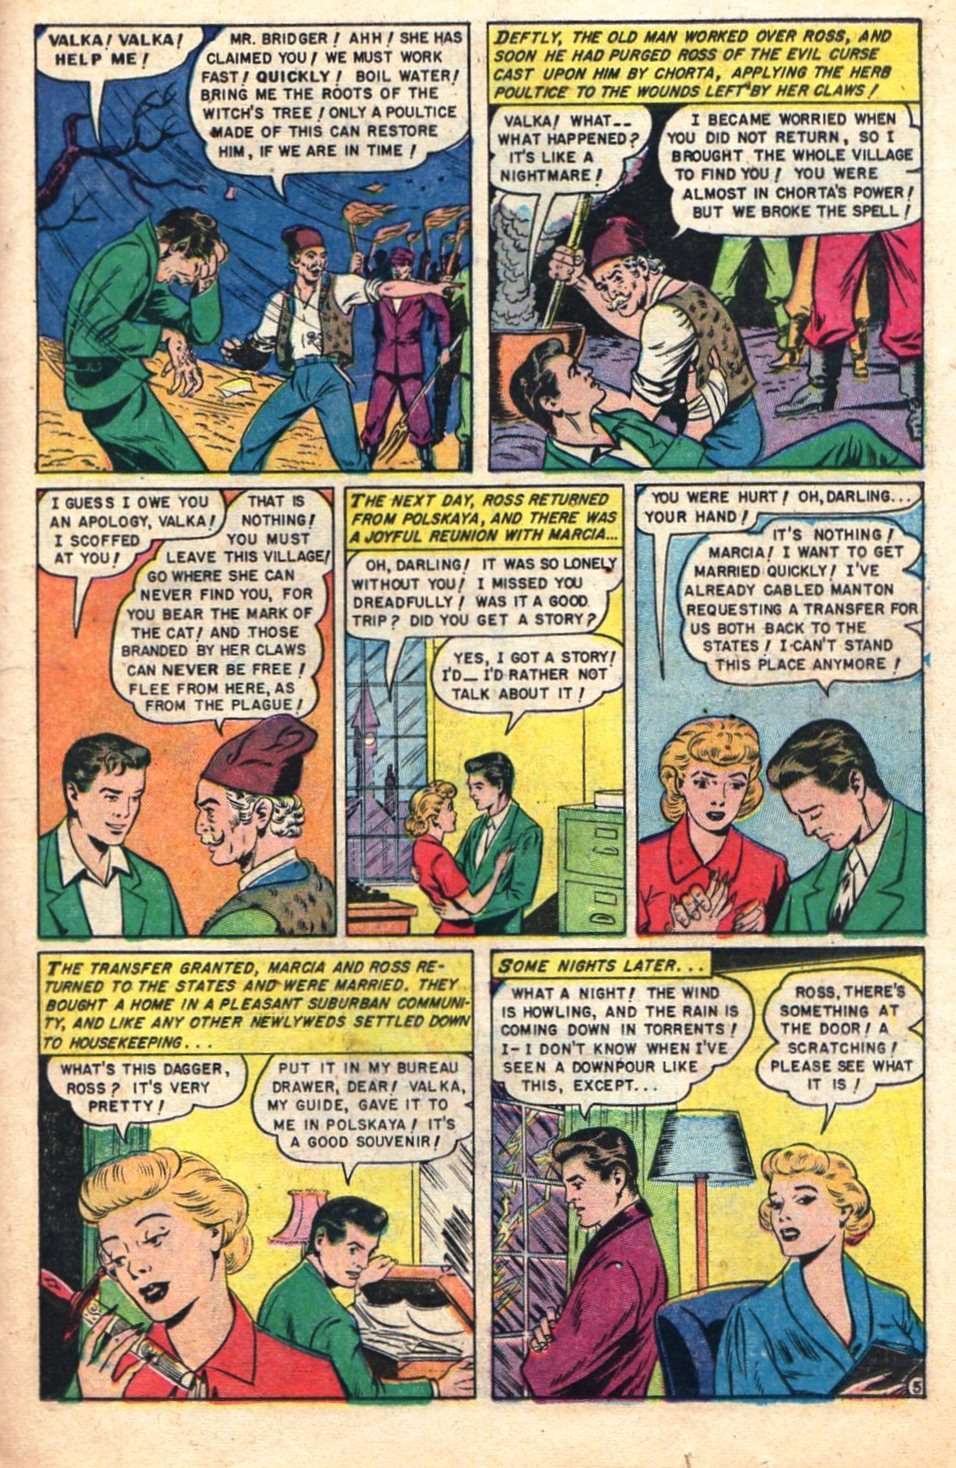 VALKA! VALKA!
HELP ME!
MR. BRIDGER! AHH! SHE HAS
CLAIMED YOU! WE MUST WORK
FAST! QUICKLY! BOIL WATER!
BRING ME THE ROOTS OF THE
WITCH'S TREE! ONLY A POULTICE
MADE OF THIS CAN RESTORE
HIM, IF WE ARE IN TIME!
DEFTLY, THE OLD MAN WORKED OVER ROSS, AND
SOON HE HAD PURGED ROSS OF THE EVIL CURSE
CAST UPON HIM BY CHORTA, APPLYING THE HERB
POULTICE TO THE WOUNDS LEFT BY HER CLAWS!
VALKA! WHAT--
WHAT HAPPENED?
IT'S LIKE A
NIGHTMARE!
I BECAME WORRIED WHEN
YOU DID NOT RETURN, SO I
BROUGHT THE WHOLE VILLAGE
TO FIND YOU! YOU WERE
ALMOST IN CHORTA'S POWER!
BUT WE BROKE THE SPELL!
I GUESS I OWE YOU
AN APOLOGY, VALKA!
I SCOFFED
AT YOU!
THAT IS
NOTHING!
YOU MUST
LEAVE THIS VILLAGE!
GO WHERE SHE CAN
NEVER FIND YOU, FOR
YOU BEAR THE MARK OF
THE CAT! AND THOSE
BRANDED BY HER CLAWS
CAN NEVER BE FREE!
FLEE FROM HERE, AS
FROM THE PLAGUE!
THE NEXT DAY, ROSS RETURNED
FROM POLSKAYA, AND THERE WAS
A JOYFUL REUNION WITH MARCIA...
OH, DARLING! IT WAS SO LONELY
WITHOUT YOU! I MISSED YOU
DREADFULLY! WAS IT A GOOD
TRIP? DID YOU GET A STORY?
YES, I GOT A STORY!
I'D-- I'D RATHER NOT
TALK ABOUT IT!
YOU WERE HURT! OH, DARLING...
YOUR HAND!
IT'S NOTHING!
MARCIA! I WANT TO GET
MARRIED QUICKLY! I'VE
ALREADY CABLED MANTON
REQUESTING A TRANSFER FOR
US BOTH BACK TO THE
STATES! I CAN'T STAND
THIS PLACE ANYMORE!
THE TRANSFER GRANTED, MARCIA AND ROSS RE-
TURNED TO THE STATES AND WERE MARRIED. THEY
BOUGHT A HOME IN A PLEASANT SUBURBAN COMMUNI-
TY, AND LIKE ANY OTHER NEWLYWEDS SETTLED DOWN
TO HOUSEKEEPING...
WHAT'S THIS DAGGER,
ROSS? IT'S VERY
PRETTY!
PUT IT IN MY BUREAU
DRAWER, DEAR! VALKA,
MY GUIDE, GAVE IT TO
ME IN POLSKAYA! IT'S
A GOOD SOUVENIR!
SOME NIGHTS LATER...
WHAT A NIGHT! THE WIND
IS HOWLING, AND THE RAIN IS
COMING DOWN IN TORRENTS!
I-I DON'T KNOW WHEN I'VE
SEEN A DOWNPOUR LIKE
THIS, EXCEPT...
ROSS, THERE'S
SOMETHING AT
THE DOOR! A
SCRATCHING!
PLEASE SEE WHAT
IT IS!
5